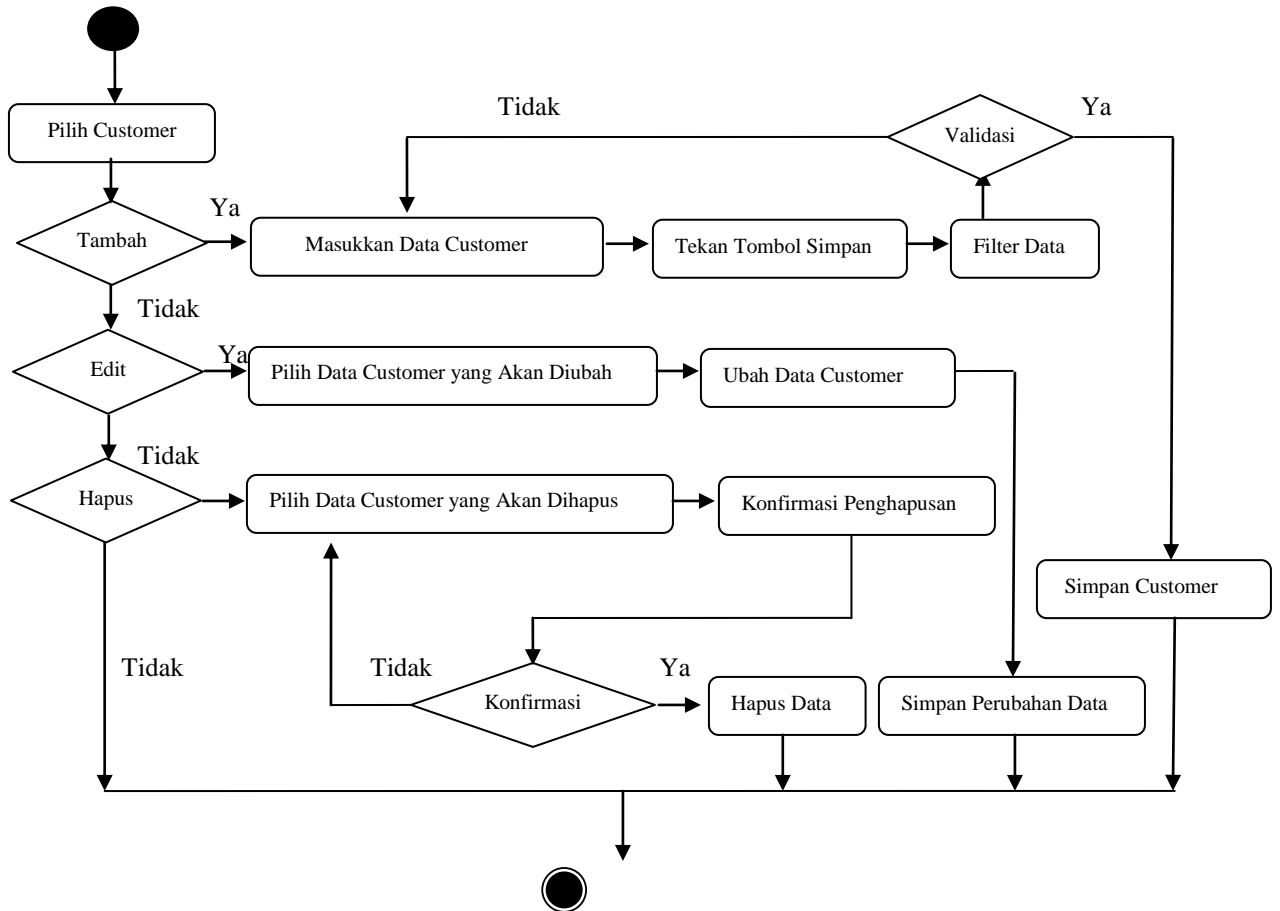 Pilih Customer
Tidak
Validasi
Ya
Tambah
Ya
Masukkan Data Customer
Tekan Tombol Simpan
Filter Data
Tidak
Edit
Ya
Pilih Data Customer yang Akan Diubah
Ubah Data Customer
Tidak
Hapus
Pilih Data Customer yang Akan Dihapus
Konfirmasi Penghapusan
Simpan Customer
Tidak
Tidak
Konfirmasi
Ya
Hapus Data
Simpan Perubahan Data